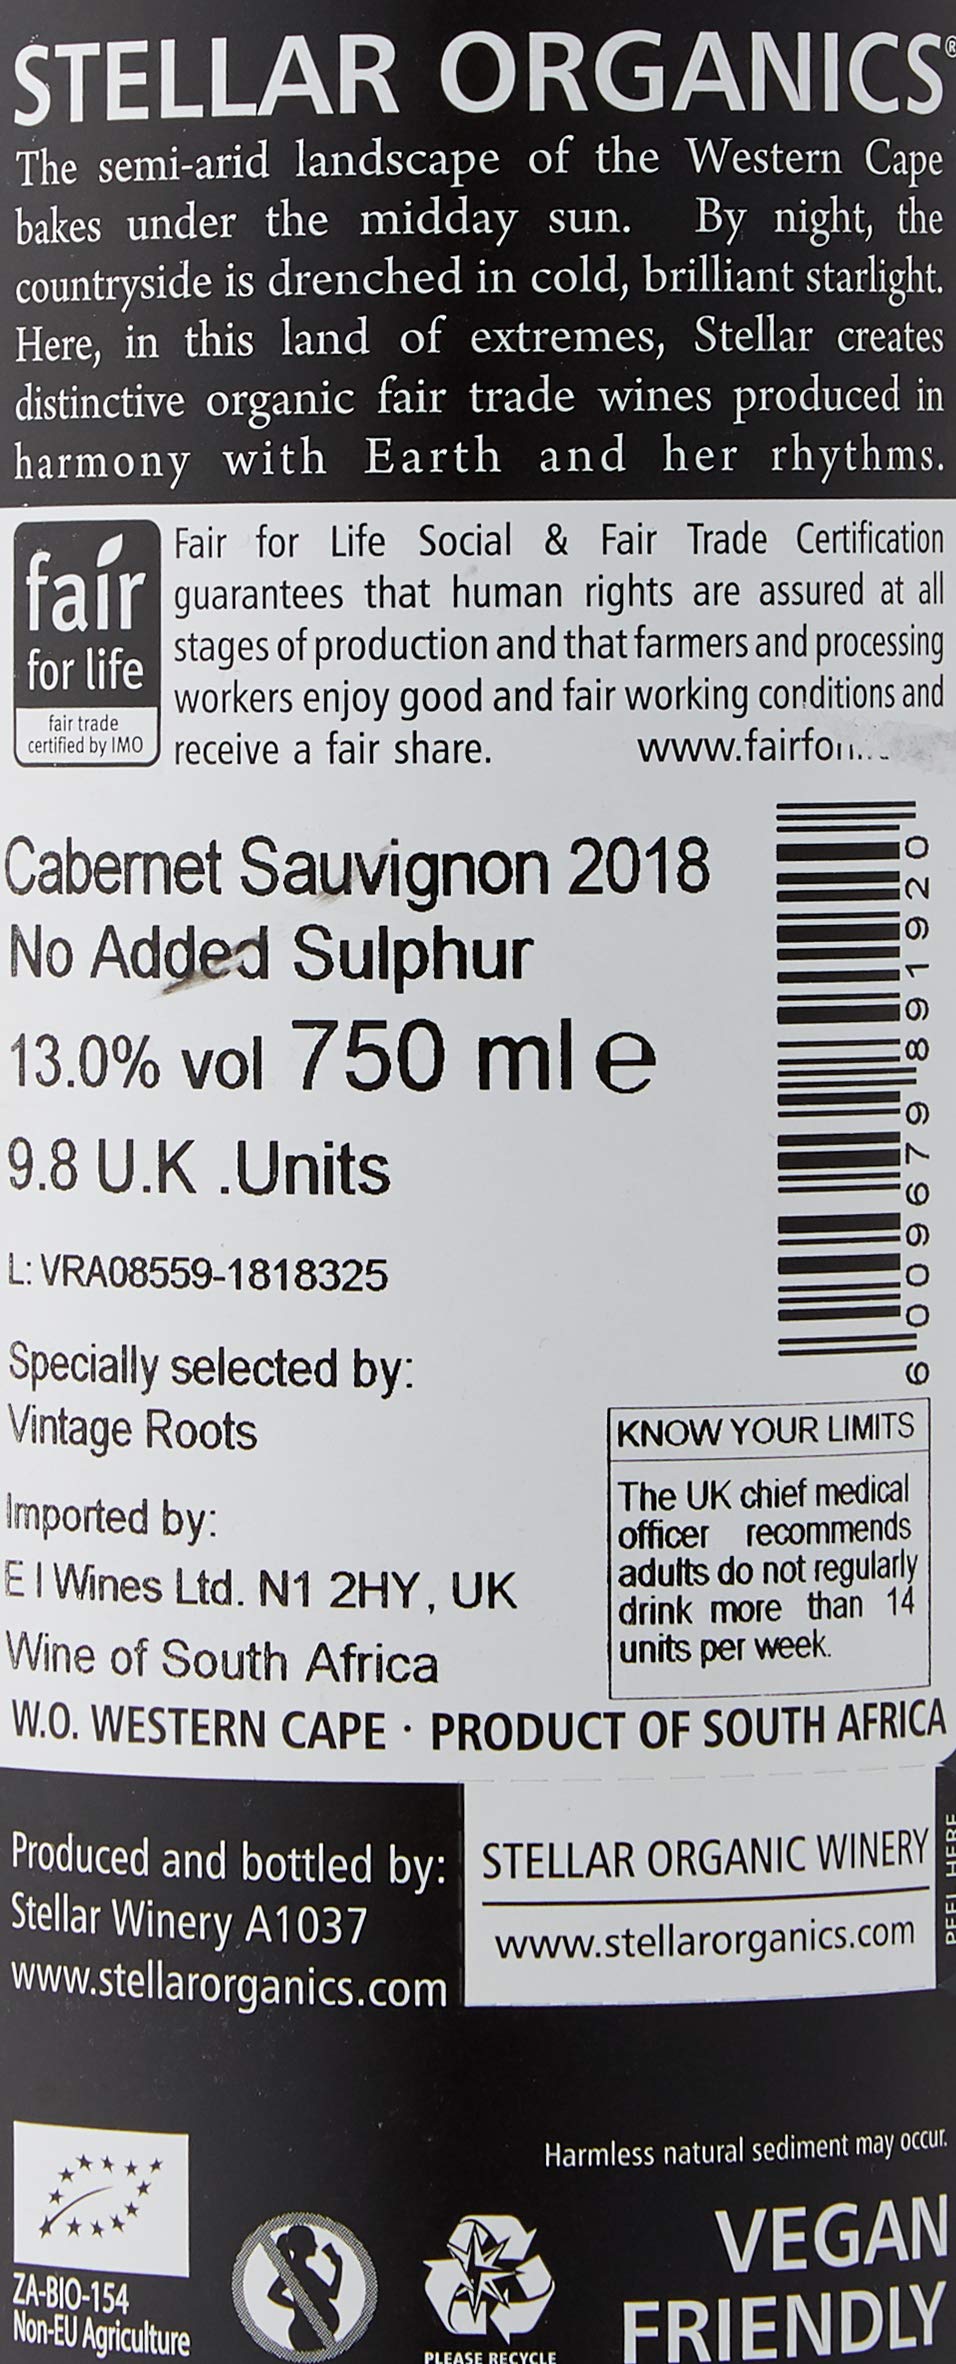 STELLAR ORGANICS®
The semi-arid landscape of the Western Cape
bakes under the midday sun. By night, the
countryside is drenched in cold, brilliant starlight.
Here, in this land of extremes, Stellar creates
distinctive organic fair trade wines produced in
harmony with Earth and her rhythms.
fair
for life
fair trade
certified by IMO
Fair for Life Social & Fair Trade Certification
guarantees that human rights are assured at all
stages of production and that farmers and processing
workers enjoy good and fair working conditions and
receive a fair share.
Cabernet Sauvignon 2018
No Added Sulphur
13.0% vol 750 ml e
9.8 U.K .Units
L: VRA08559-1818325
Specially selected by:
Vintage Roots
Imported by:
E I Wines Ltd. N1 2HY, UK
Wine of South Africa
6 009679 891920
KNOW YOUR LIMITS
The UK chief medical
officer recommends
adults do not regularly
drink more than 14
units per week.
W.O. WESTERN CAPE · PRODUCT OF SOUTH AFRICA
Produced and bottled by:
Stellar Winery A1037
www.stellarorganics.com
STELLAR ORGANIC WINERY
www.stellarorganics.com
PEEL HERE
Harmless natural sediment may occur.
ZA-BIO-154
Non-EU Agriculture
PLEASE RECYCLE
VEGAN
FRIENDLY